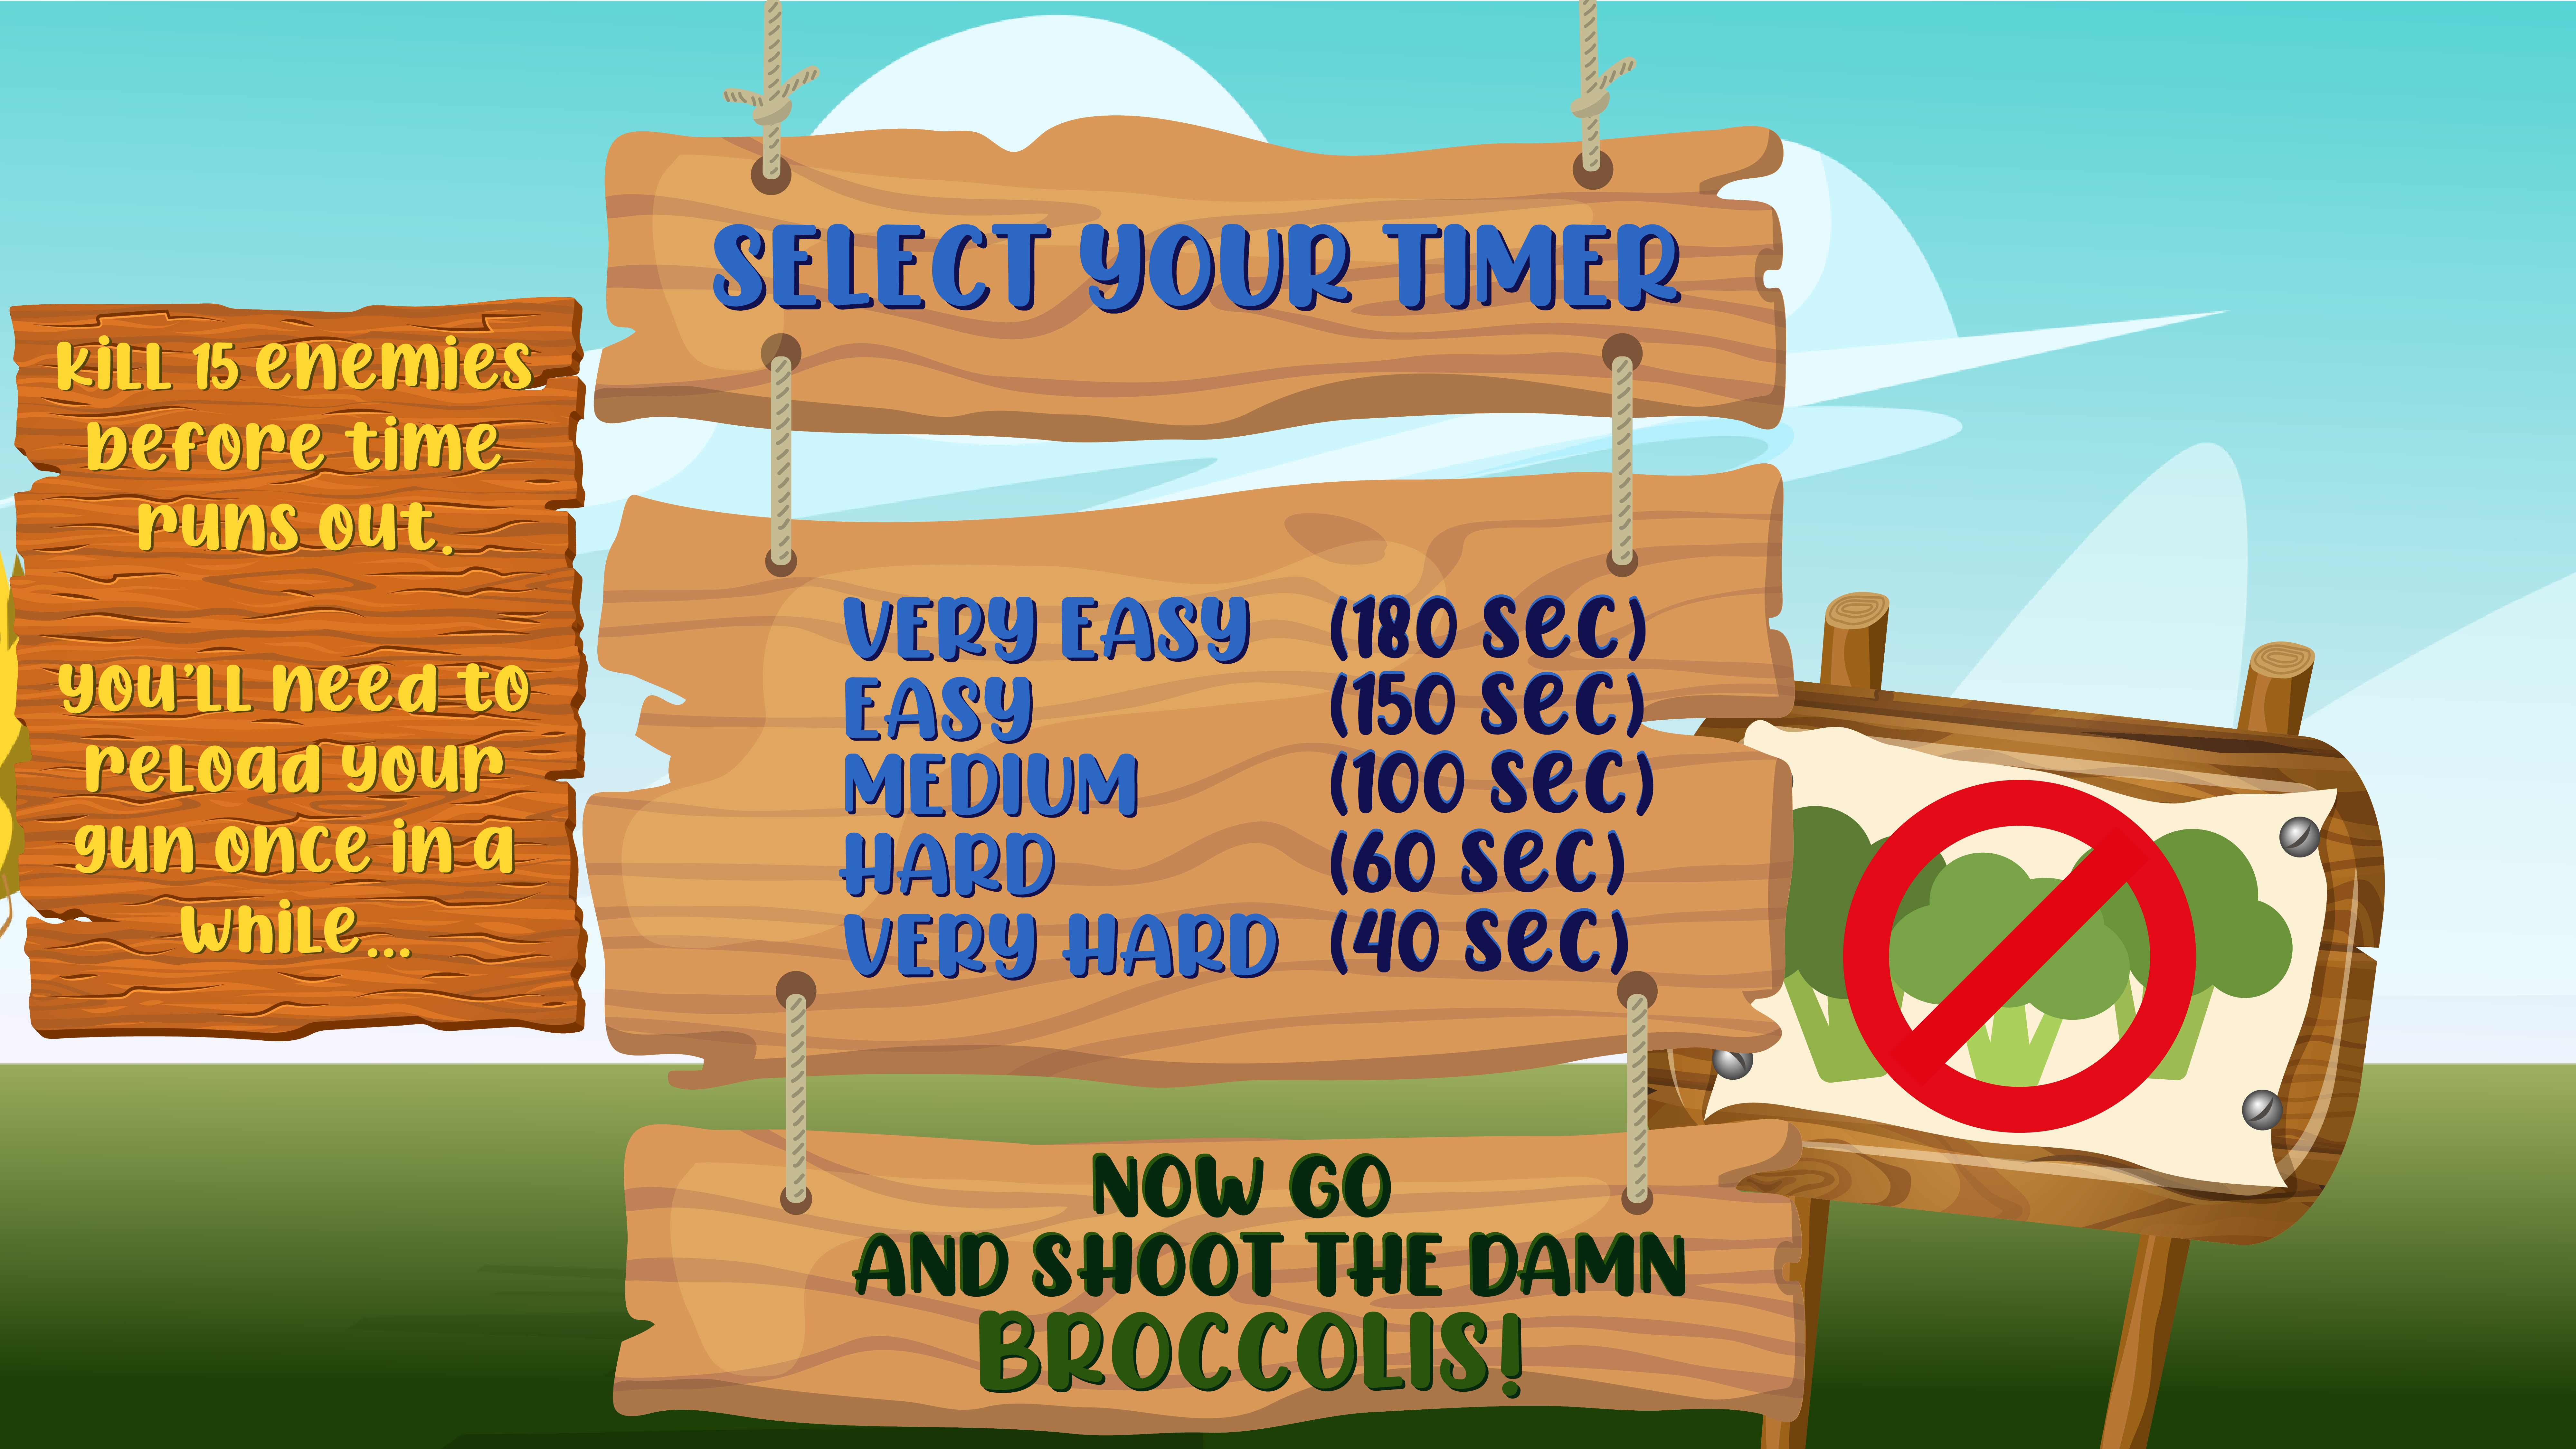 SELECT YOUR TIMER
kill 15 enemies
before time
runs out.
you'll need to
reload your
gun once in a
while...
VERY EASY (180 sec)
EASY (150 sec)
MEDIUM (100 sec)
HARD (60 sec)
VERY HARD (40 sec)
NOW GO
AND SHOOT THE DAMN
BROCCOLIS!